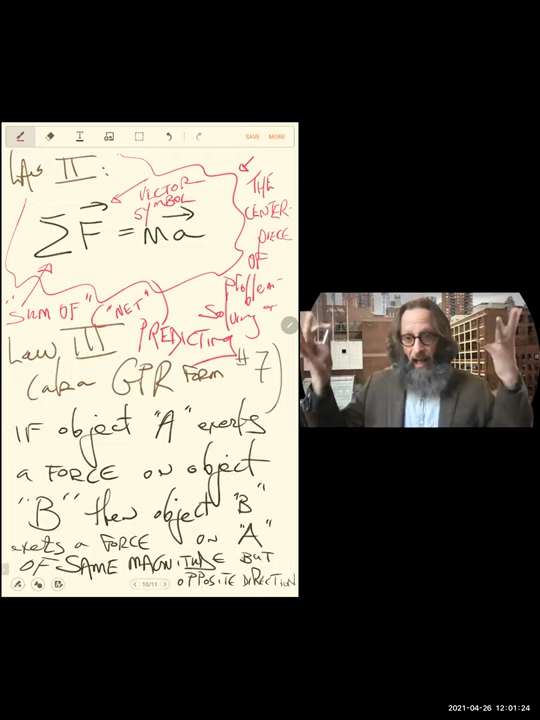 SAVE MORE
LAW II:
VECTOR
SYMBOL
THE
CENTER-
PIECE
OF
problem-
solving or
PREDICTING
ΣF = ma
"SUM OF" ("NET")
Law III
(aka GPR FORM #7)
IF object "A" exerts
a FORCE ON object
"B" then object "B"
exerts a FORCE ON "A"
OF SAME MAGNITUDE BUT
OPPOSITE DIRECTION
10/11
2021-04-26 12:01:24